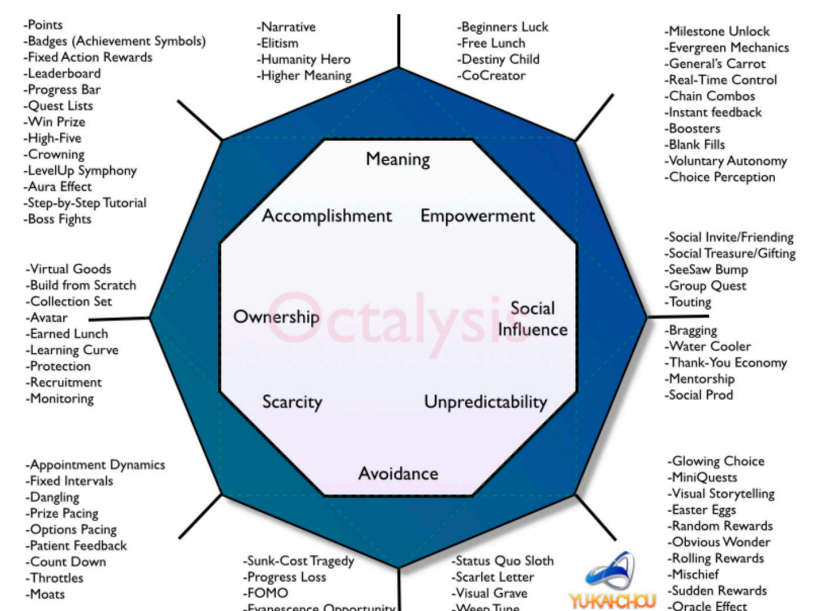 -Points
-Badges (Achievement Symbols)
-Fixed Action Rewards
-Leaderboard
-Progress Bar
-Quest Lists
-Win Prize
-High-Five
-Crowning
-LevelUp Symphony
-Aura Effect
-Step-by-Step Tutorial
-Boss Fights
-Narrative
-Elitism
-Humanity Hero
-Higher Meaning
-Beginners Luck
-Free Lunch
-Destiny Child
-CoCreator
-Milestone Unlock
-Evergreen Mechanics
-General's Carrot
-Real-Time Control
-Chain Combos
-Instant feedback
-Boosters
-Blank Fills
-Voluntary Autonomy
-Choice Perception
Meaning
Accomplishment
Empowerment
-Virtual Goods
-Build from Scratch
-Collection Set
-Avatar
-Earned Lunch
-Learning Curve
-Protection
-Recruitment
-Monitoring
Ownership
Octalysis
Social
Influence
-Social Invite/Friending
-Social Treasure/Gifting
-SeeSaw Bump
-Group Quest
-Touting
-Bragging
-Water Cooler
-Thank-You Economy
-Mentorship
-Social Prod
Scarcity
Unpredictability
Avoidance
-Appointment Dynamics
-Fixed Intervals
-Dangling
-Prize Pacing
-Options Pacing
-Patient Feedback
-Count Down
-Throttles
-Moats
-Sunk-Cost Tragedy
-Progress Loss
-FOMO
-Evanescence Opportunity
-Status Quo Sloth
-Scarlet Letter
-Visual Grave
-Weep Tune
YU-KAI CHOU
-Glowing Choice
-MiniQuests
-Visual Storytelling
-Easter Eggs
-Random Rewards
-Obvious Wonder
-Rolling Rewards
-Mischief
-Sudden Rewards
-Oracle Effect